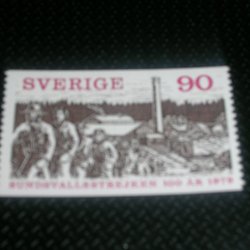 SVERIGE 90
SUNDSVALLSSTREJKEN 100 ÅR 1979